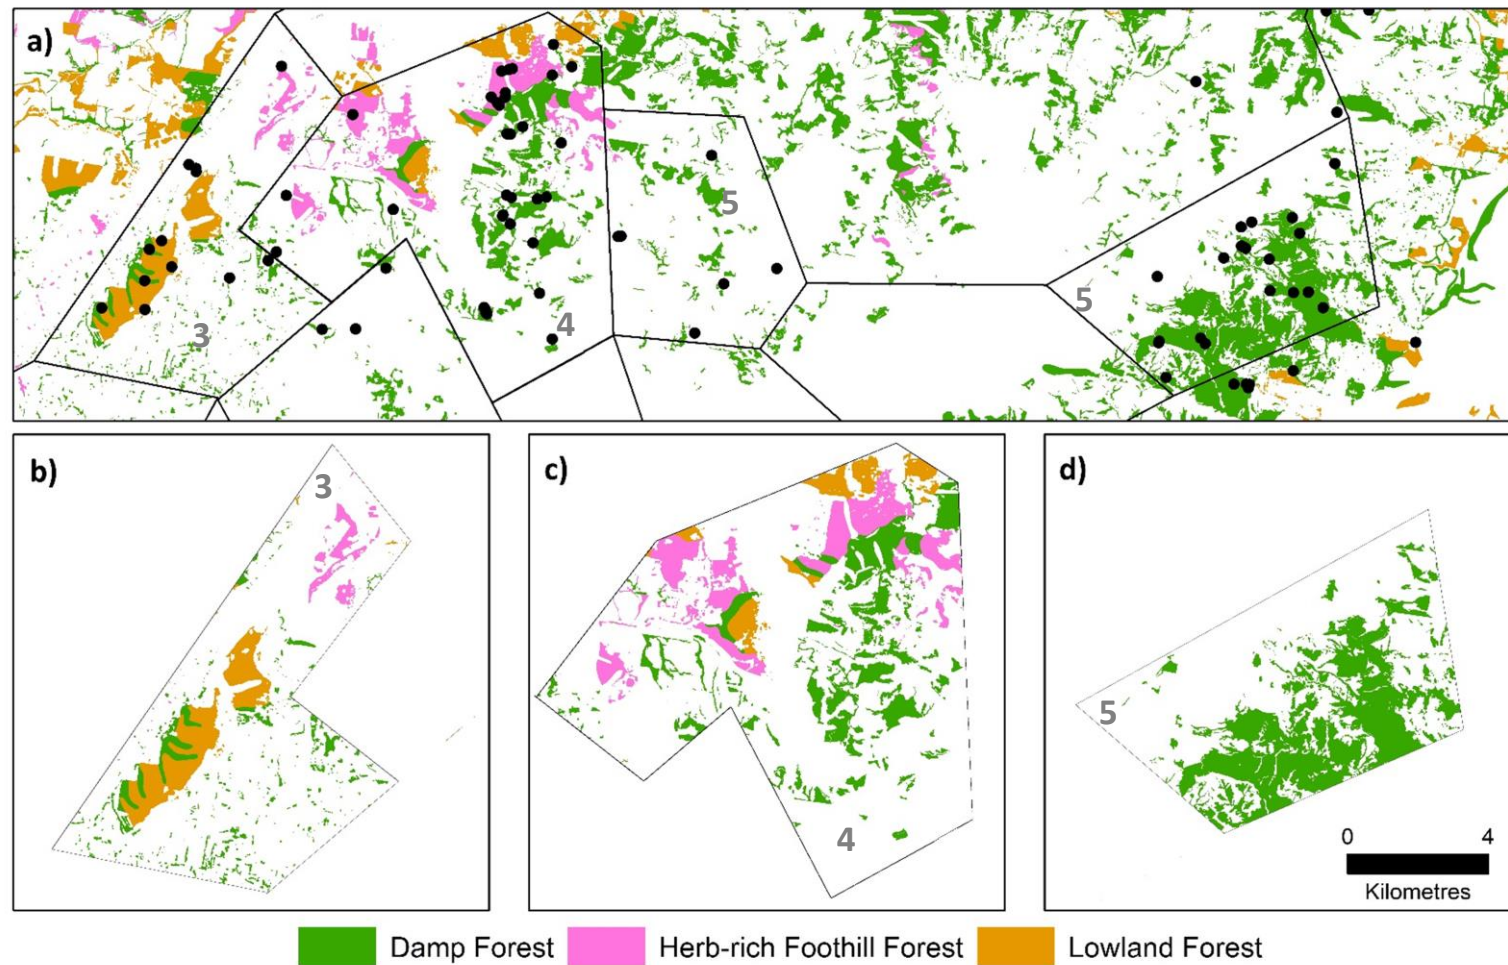 a)
5
5
3
4
b)
3
c)
4
d)
5
0 4
Kilometres
Damp Forest Herb-rich Foothill Forest Lowland Forest